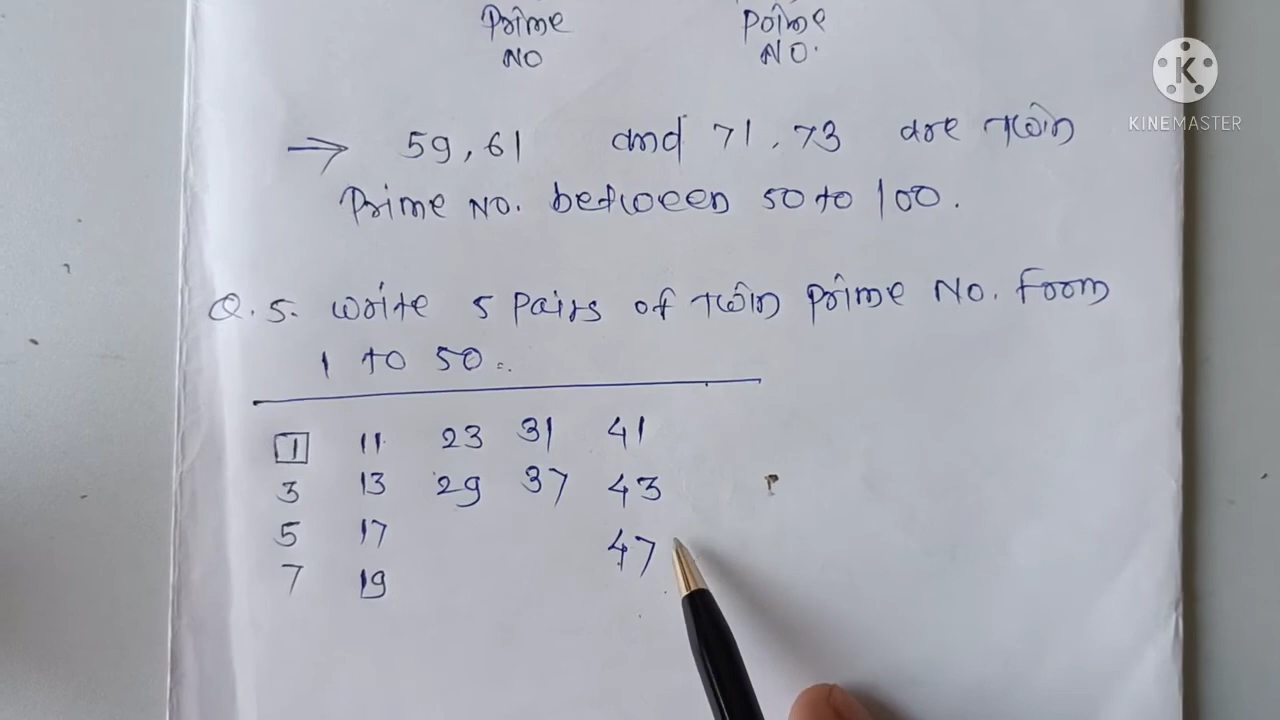 Prime Prime
NO NO.
K
KINEMASTER
→ 59, 61 and 71, 73 are twin
Prime NO. between 50 to 100.
Q.5. write 5 pairs of twin prime NO. from
1 to 50.
1 11 23 31 41
3 13 29 37 43
5 17 47
7 19